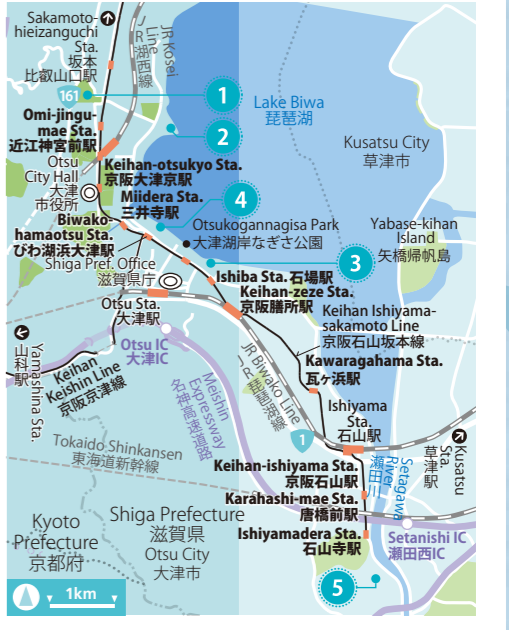 Sakamoto-
hieizanguchi
Sta.
坂本
比叡山口駅
JR Kosei
Line
JR湖西線
161
1
Omi-jingu-
mae Sta.
近江神宮前駅
2
Lake Biwa
琵琶湖
Kusatsu City
草津市
Otsu
City Hall
大津
市役所
Keihan-otsukyo Sta.
京阪大津京駅
Miidera Sta.
三井寺駅
4
Otsukogannagisa Park
大津湖岸なぎさ公園
Yabase-kihan
Island
矢橋帰帆島
Biwako-
hamaotsu Sta.
びわ湖浜大津駅
3
Shiga Pref. Office
滋賀県庁
Ishiba Sta. 石場駅
Keihan-zeze Sta.
京阪膳所駅
Otsu Sta.
大津駅
Keihan Ishiyama-
sakamoto Line
京阪石山坂本線
Yamashina Sta.
山科駅
Otsu IC
大津IC
Keihan
Keishin Line
京阪京津線
JR Biwako Line
JR琵琶湖線
Kawaragahama Sta.
瓦ヶ浜駅
Meishin
Expressway
名神高速道路
Ishiyama
Sta.
石山駅
1
Tokaido Shinkansen
東海道新幹線
Kusatsu
Sta.
草津駅
Keihan-ishiyama Sta.
京阪石山駅
Setagawa
River
瀬田川
Karahashi-mae Sta.
唐橋前駅
Kyoto
Prefecture
京都府
Shiga Prefecture
滋賀県
Otsu City
大津市
Ishiyamadera Sta.
石山寺駅
Setanishi IC
瀬田西IC
5
1km